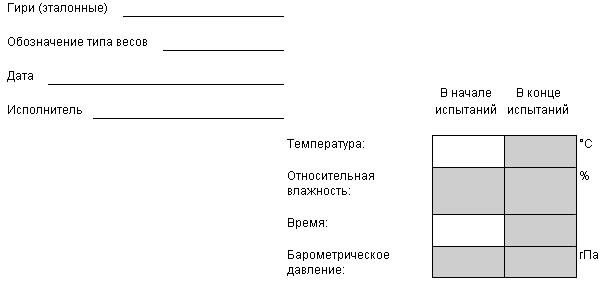 Гири (эталонные)
Обозначение типа весов
Дата
Исполнитель
В начале испытаний
В конце испытаний
Температура: °С
Относительная влажность: %
Время:
Барометрическое давление: гПа